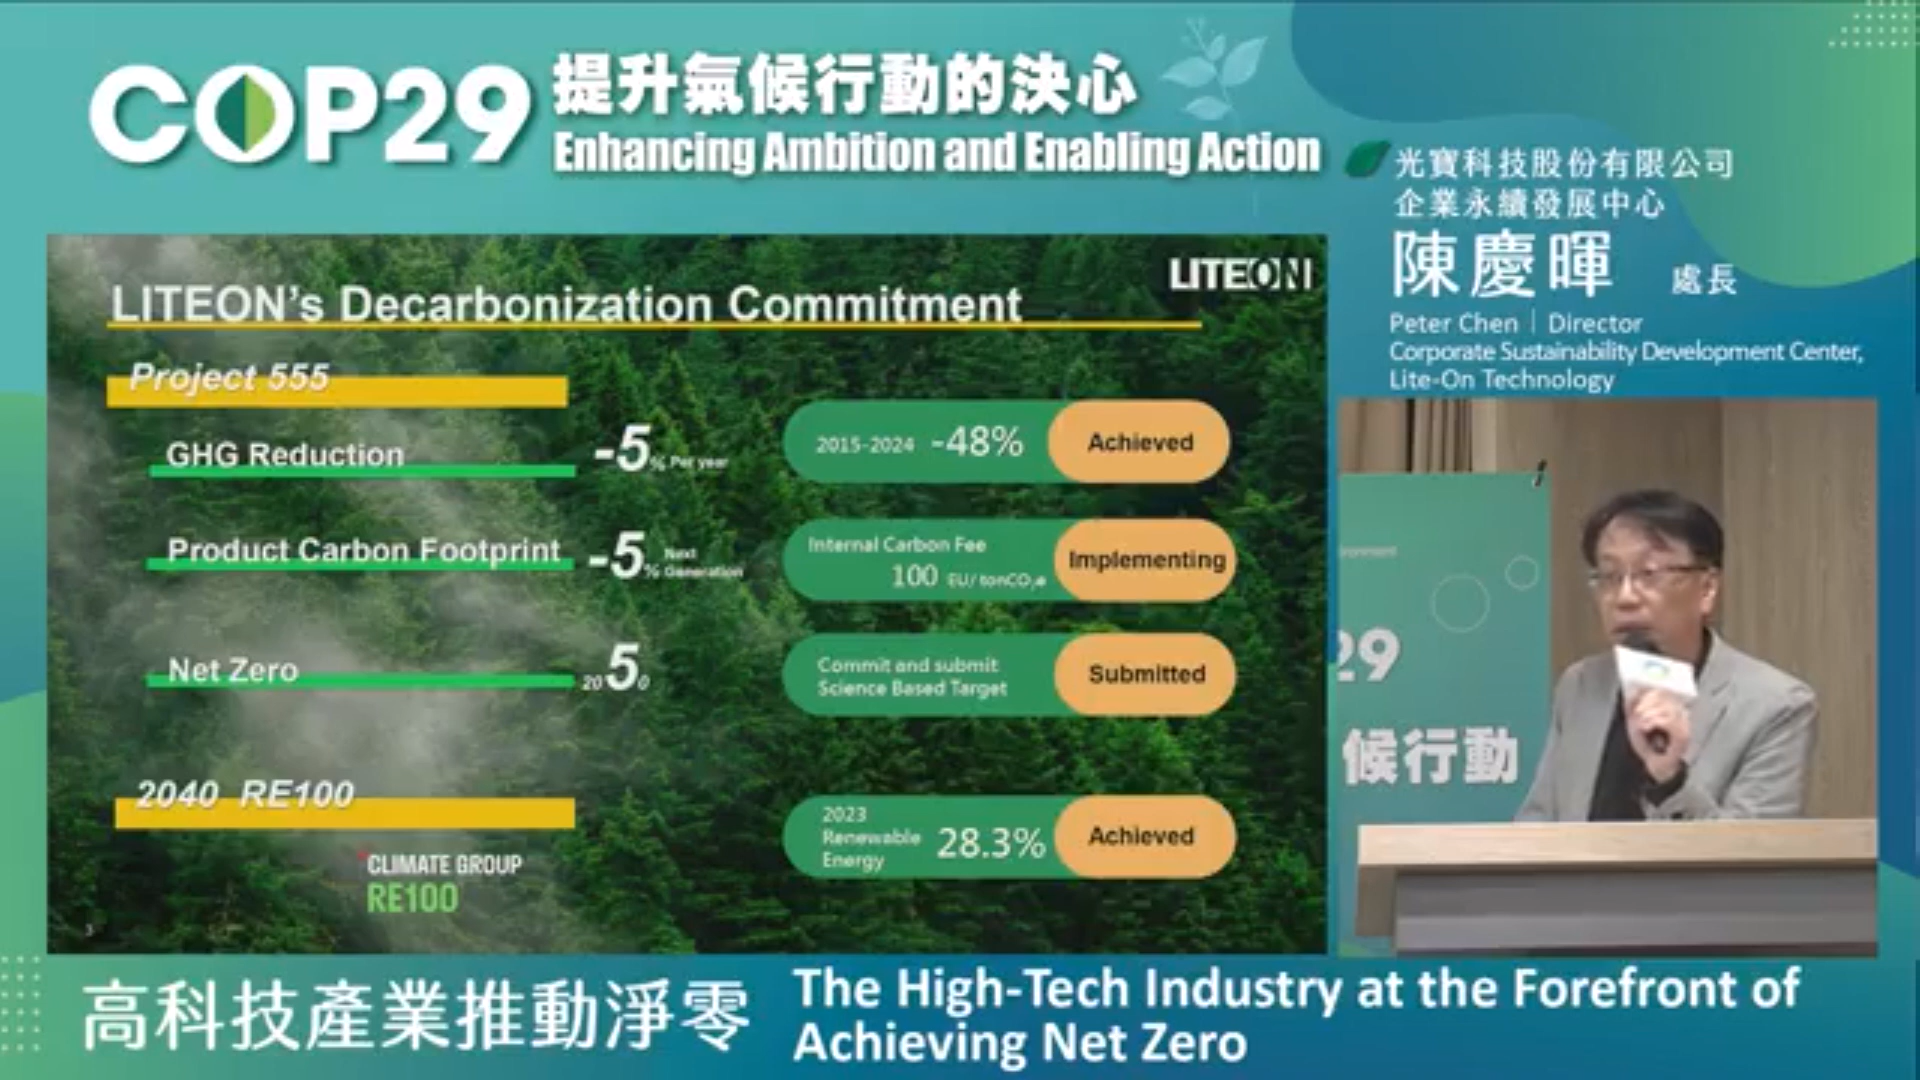 COP29
提升氣候行動的決心
Enhancing Ambition and Enabling Action
光寶科技股份有限公司
企業永續發展中心
陳慶暉 處長
Peter Chen | Director
Corporate Sustainability Development Center,
Lite-On Technology
LITEON
LITEON's Decarbonization Commitment
Project 555
GHG Reduction
-5% Per year
2015-2024 -48%
Achieved
Product Carbon Footprint
-5% Next
Generation
Internal Carbon Fee
100 EU/tonCO₂e
Implementing
Net Zero
2050
Commit and submit
Science Based Target
Submitted
2040 RE100
CLIMATE GROUP
RE100
2023
Renewable
Energy
28.3%
Achieved
3
29
候行動
高科技產業推動淨零
The High-Tech Industry at the Forefront of
Achieving Net Zero